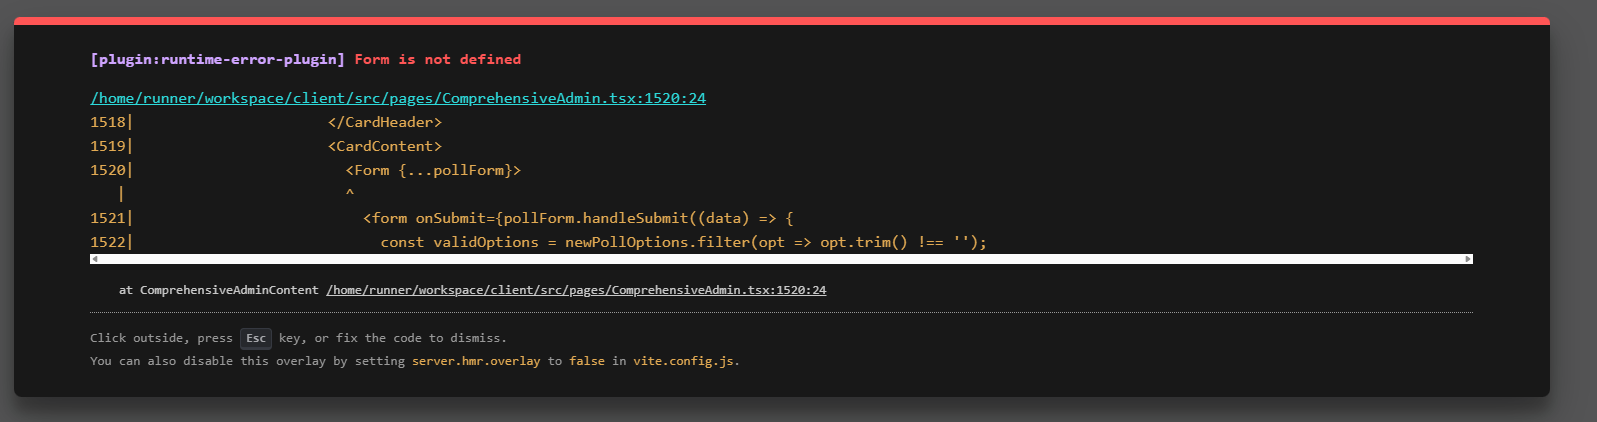 [plugin:runtime-error-plugin] Form is not defined
/home/runner/workspace/client/src/pages/ComprehensiveAdmin.tsx:1520:24
1518|                      </CardHeader>
1519|                      <CardContent>
1520|                        <Form {...pollForm}>
   |                        ^
1521|                          <form onSubmit={pollForm.handleSubmit((data) => {
1522|                            const validOptions = newPollOptions.filter(opt => opt.trim() !== '');
at ComprehensiveAdminContent /home/runner/workspace/client/src/pages/ComprehensiveAdmin.tsx:1520:24
Click outside, press Esc key, or fix the code to dismiss.
You can also disable this overlay by setting server.hmr.overlay to false in vite.config.js.